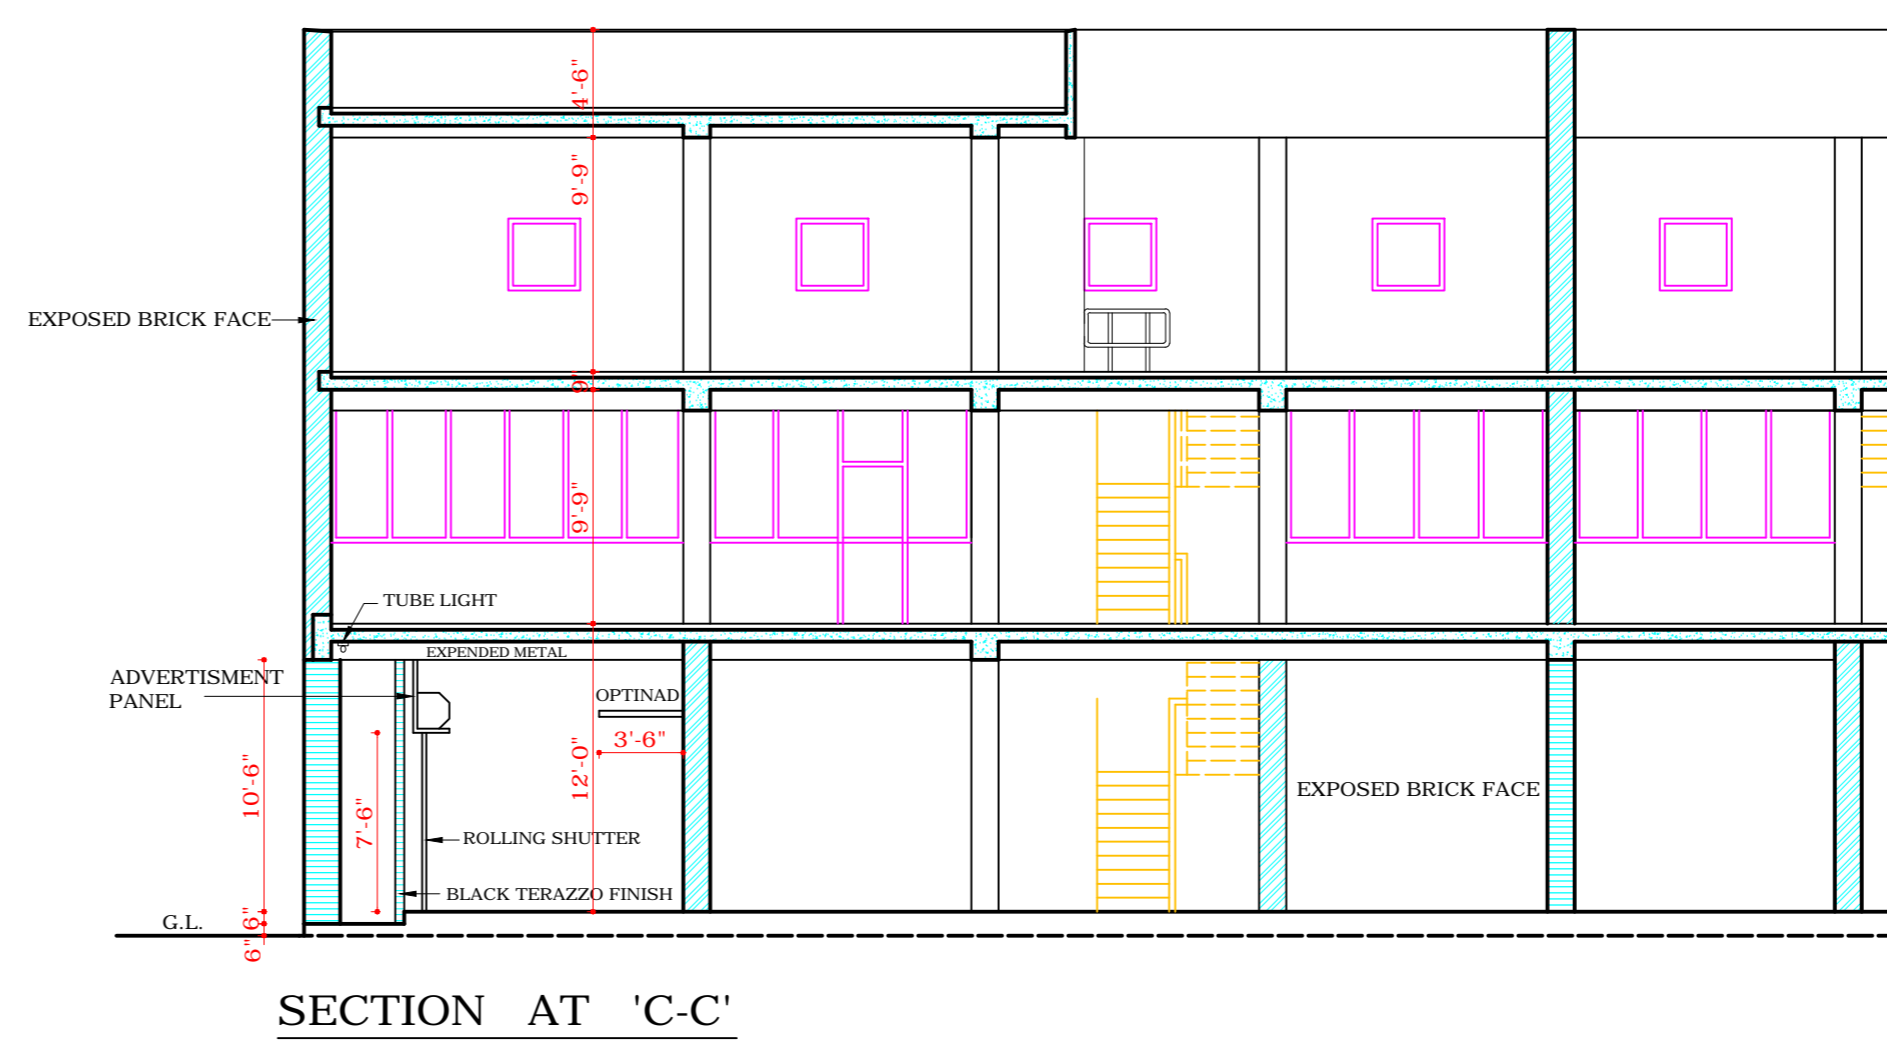 4'-6"
9'-9"
EXPOSED BRICK FACE
9"
9'-9"
TUBE LIGHT
EXPENDED METAL
ADVERTISMENT
PANEL
OPTINAD
3'-6"
12'-0"
10'-6"
7'-6"
EXPOSED BRICK FACE
ROLLING SHUTTER
BLACK TERAZZO FINISH
G.L.
6"
6"
SECTION AT 'C-C'